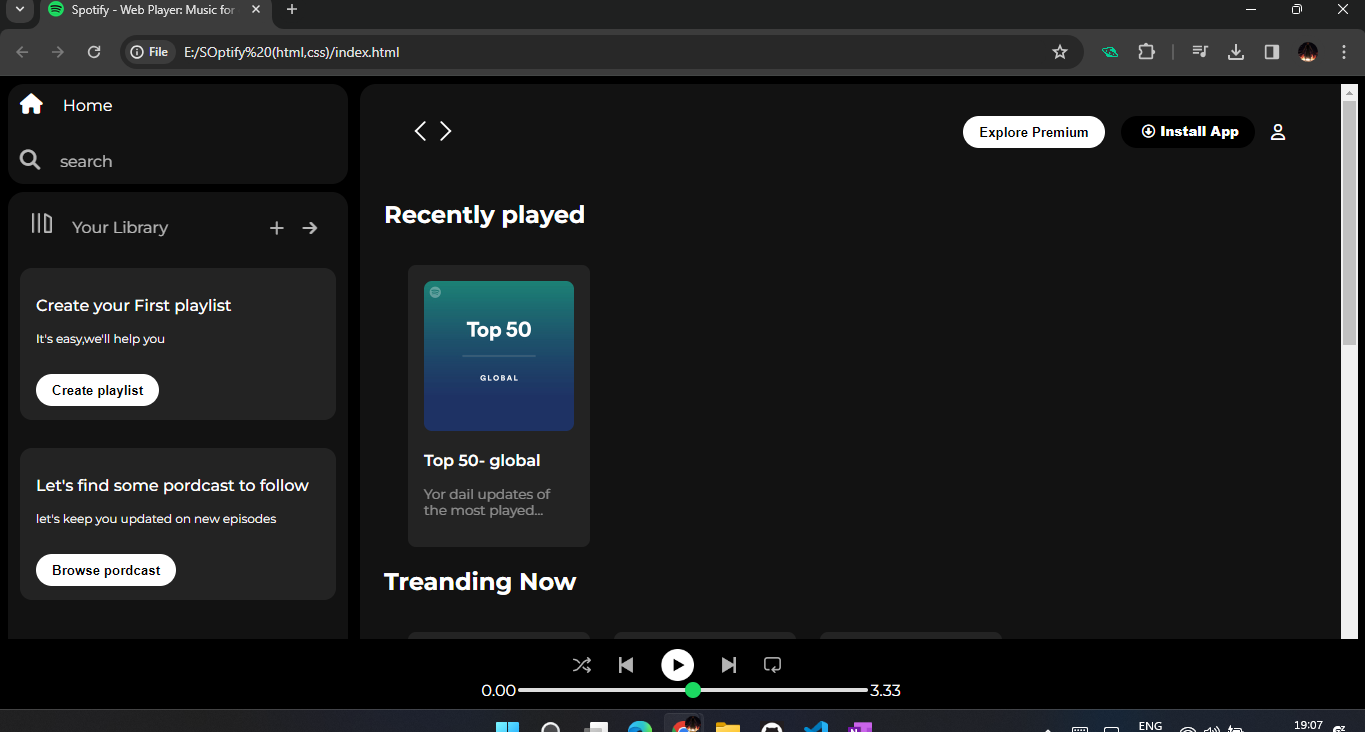 Spotify - Web Player: Music for
File
E:/SOptify%20(html,css)/index.html
Home
search
Your Library
Create your First playlist
It's easy,we'll help you
Create playlist
Let's find some pordcast to follow
let's keep you updated on new episodes
Browse pordcast
Explore Premium
Install App
Recently played
Top 50
GLOBAL
Top 50- global
Yor dail updates of
the most played...
Treanding Now
0.00
3.33
ENG
19:07